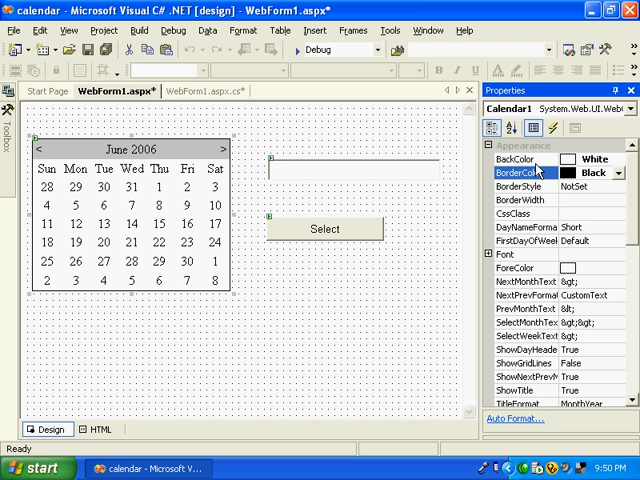 calendar - Microsoft Visual C# .NET [design] - WebForm1.aspx*
File Edit View Project Build Debug Data Format Table Insert Frames Tools Window Help
Debug
B I U
Start Page WebForm1.aspx* WebForm1.aspx.cs*
Toolbox
< June 2006 >
Sun Mon Tue Wed Thu Fri Sat
28 29 30 31 1 2 3
4 5 6 7 8 9 10
11 12 13 14 15 16 17
18 19 20 21 22 23 24
25 26 27 28 29 30 1
2 3 4 5 6 7 8
Select
Design HTML
Properties
Calendar1 System.Web.UI.WebCo
Appearance
BackColor White
BorderColo Black
BorderStyle NotSet
BorderWidth
CssClass
DayNameForma Short
FirstDayOfWeek Default
Font
ForeColor
NextMonthText &gt;
NextPrevFormat CustomText
PrevMonthText &lt;
SelectMonthText &gt;&gt;
SelectWeekText &gt;
ShowDayHeade True
ShowGridLines False
ShowNextPrevM True
ShowTitle True
TitleFormat MonthYear
Auto Format...
Ready
start calendar - Microsoft V... 9:50 PM